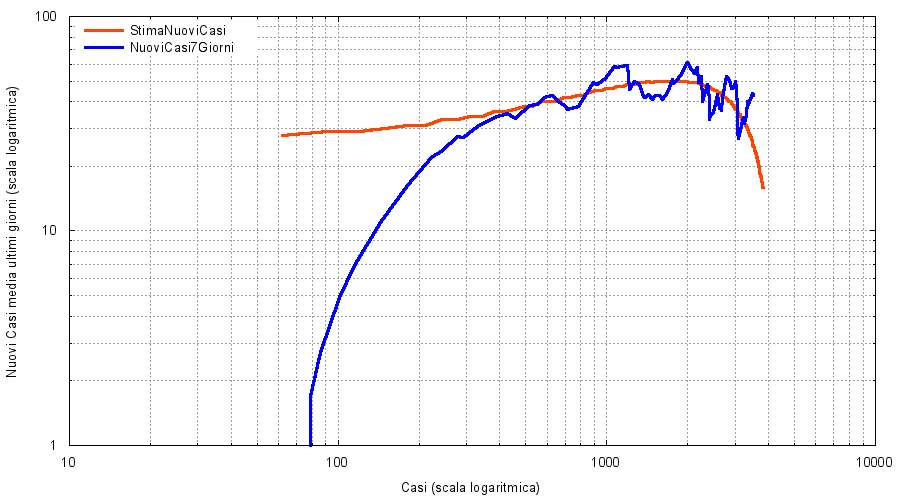 100
StimaNuoviCasi
NuoviCasi7Giorni
10
1
Nuovi Casi media ultimi giorni (scala logaritmica)
10 100 1000 10000
Casi (scala logaritmica)